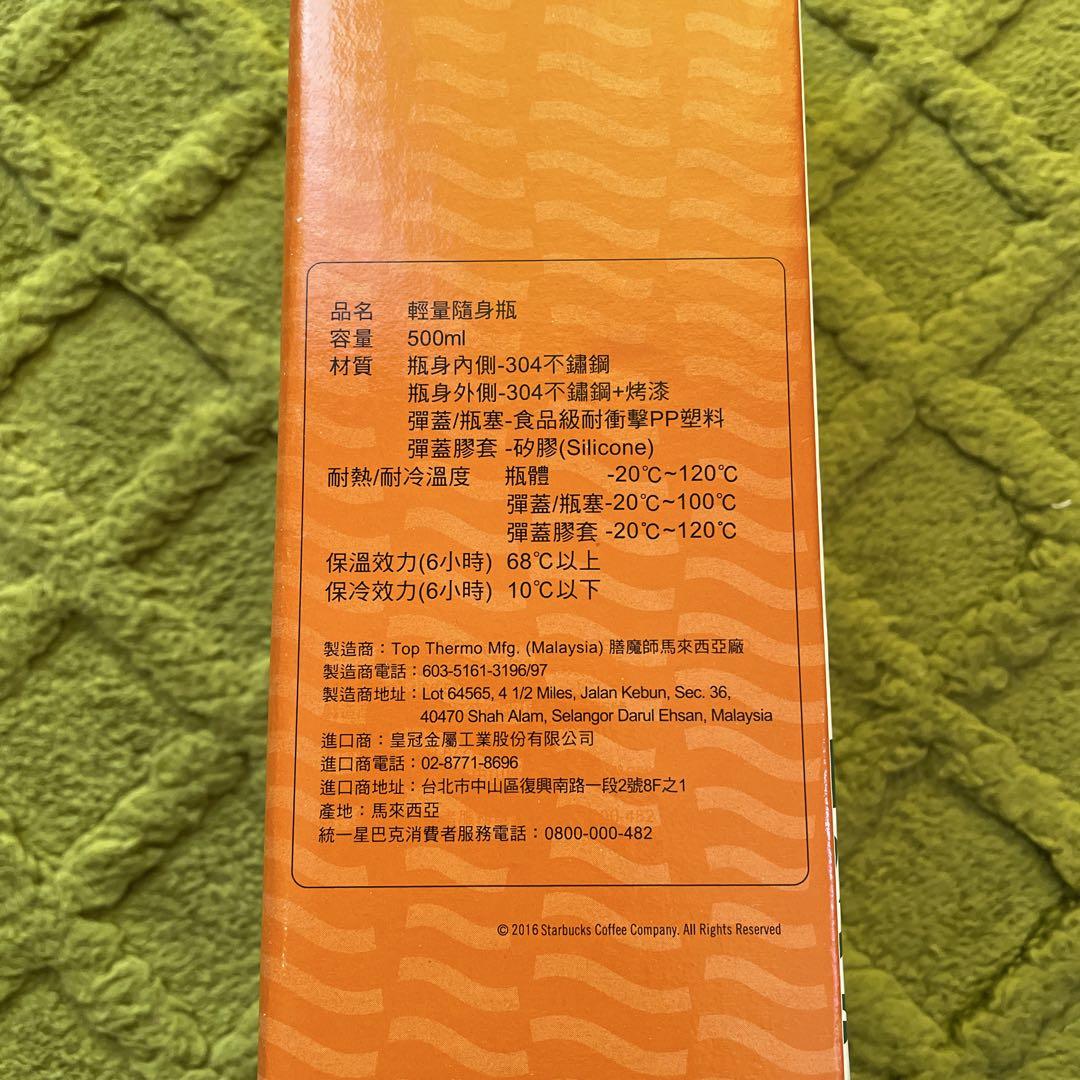 品名 輕量隨身瓶
容量 500ml
材質 瓶身內側-304不鏽鋼
瓶身外側-304不鏽鋼+烤漆
彈蓋/瓶塞-食品級耐衝擊PP塑料
彈蓋膠套 -矽膠(Silicone)
耐熱/耐冷溫度 瓶體 -20℃~120℃
彈蓋/瓶塞-20℃~100℃
彈蓋膠套 -20℃~120℃
保溫效力(6小時) 68℃以上
保冷效力(6小時) 10℃以下
製造商：Top Thermo Mfg. (Malaysia) 膳魔師馬來西亞廠
製造商電話：603-5161-3196/97
製造商地址：Lot 64565, 4 1/2 Miles, Jalan Kebun, Sec. 36,
40470 Shah Alam, Selangor Darul Ehsan, Malaysia
進口商：皇冠金屬工業股份有限公司
進口商電話：02-8771-8696
進口商地址：台北市中山區復興南路一段2號8F之1
產地：馬來西亞
統一星巴克消費者服務電話：0800-000-482
© 2016 Starbucks Coffee Company. All Rights Reserved